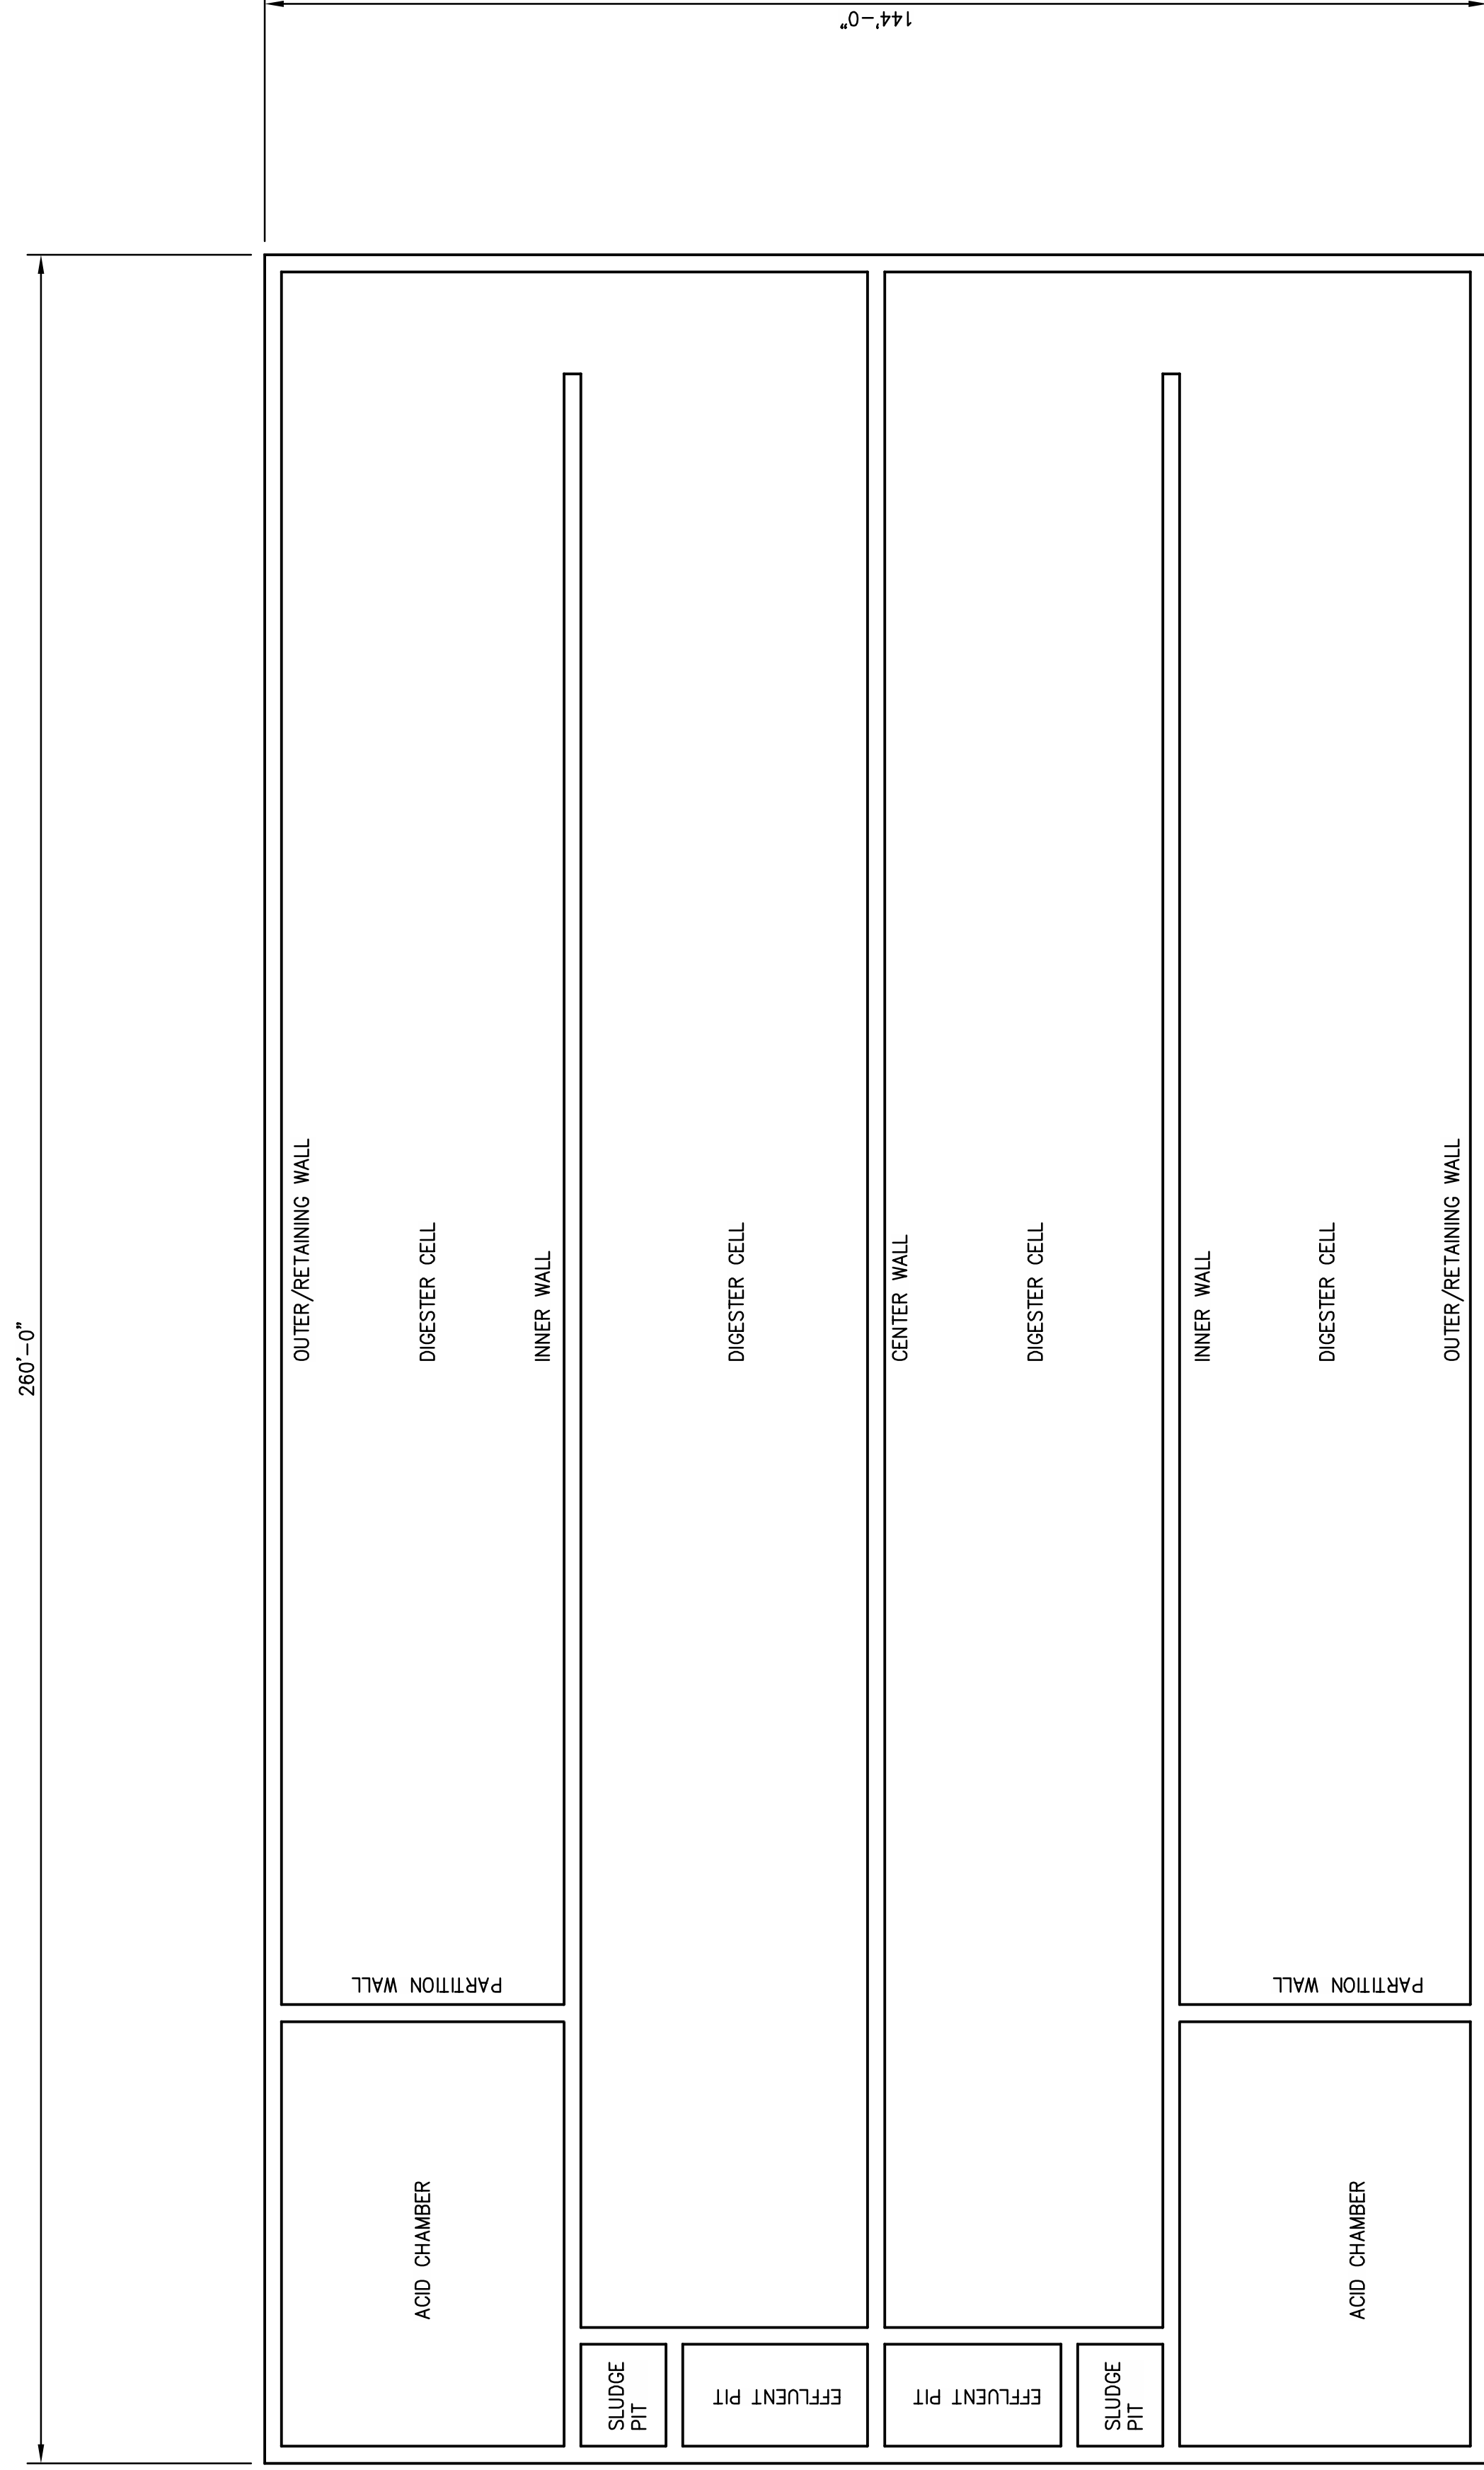 144'-0"
260'-0"
OUTER/RETAINING WALL
DIGESTER CELL
INNER WALL
DIGESTER CELL
CENTER WALL
DIGESTER CELL
INNER WALL
DIGESTER CELL
OUTER/RETAINING WALL
PARTITION WALL
PARTITION WALL
ACID CHAMBER
ACID CHAMBER
SLUDGE
PIT
EFFLUENT PIT
EFFLUENT PIT
SLUDGE
PIT